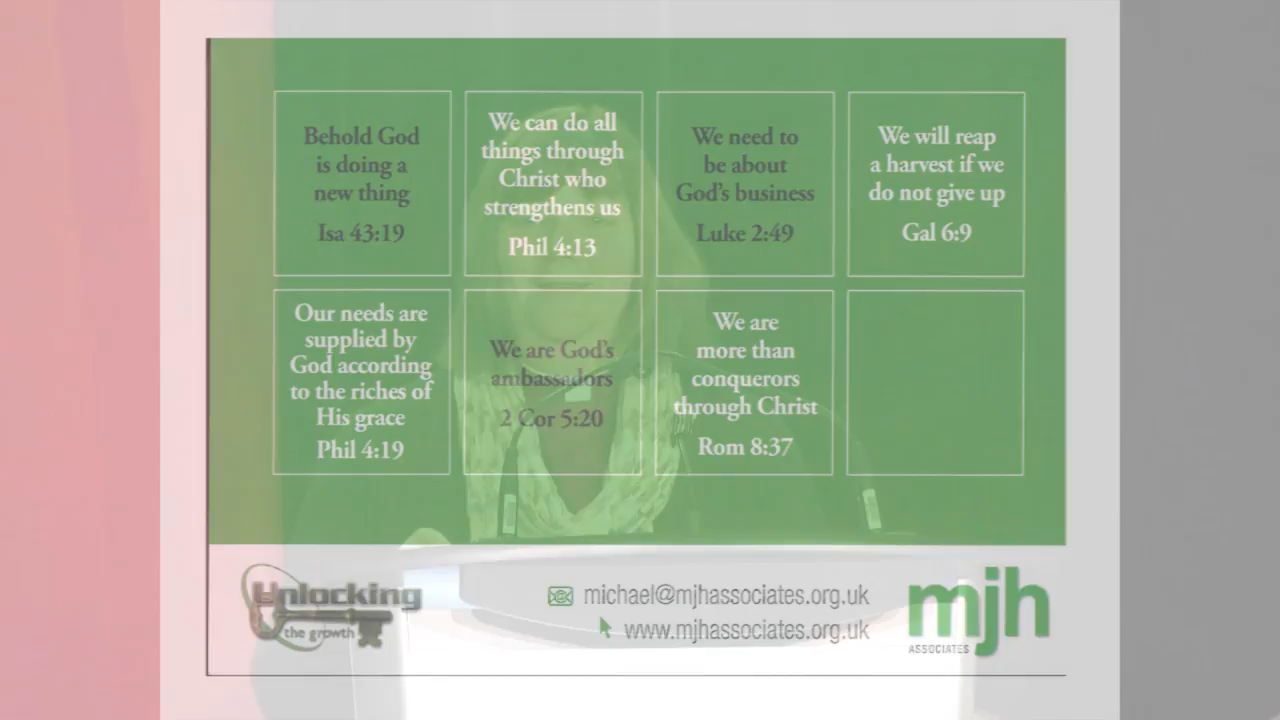 Behold God
is doing a
new thing
Isa 43:19
We can do all
things through
Christ who
strengthens us
Phil 4:13
We need to
be about
God's business
Luke 2:49
We will reap
a harvest if we
do not give up
Gal 6:9
Our needs are
supplied by
God according
to the riches of
His grace
Phil 4:19
We are God's
ambassadors
2 Cor 5:20
We are
more than
conquerors
through Christ
Rom 8:37
Unlocking
the growth
michael@mjhassociates.org.uk
www.mjhassociates.org.uk
mjh
ASSOCIATES